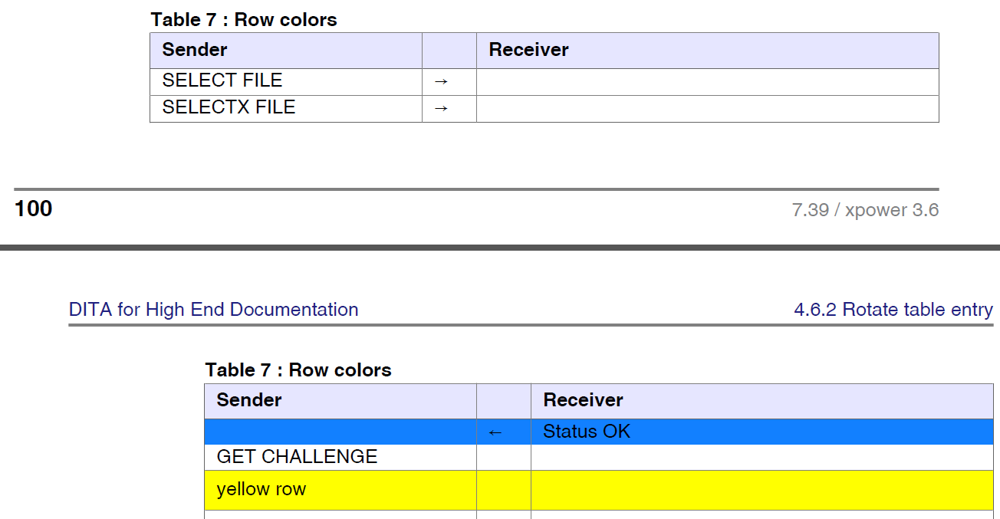 Table 7 : Row colors
Sender Receiver
SELECT FILE →
SELECTX FILE →
100 7.39 / xpower 3.6
DITA for High End Documentation 4.6.2 Rotate table entry
Table 7 : Row colors
Sender Receiver
← Status OK
GET CHALLENGE
yellow row